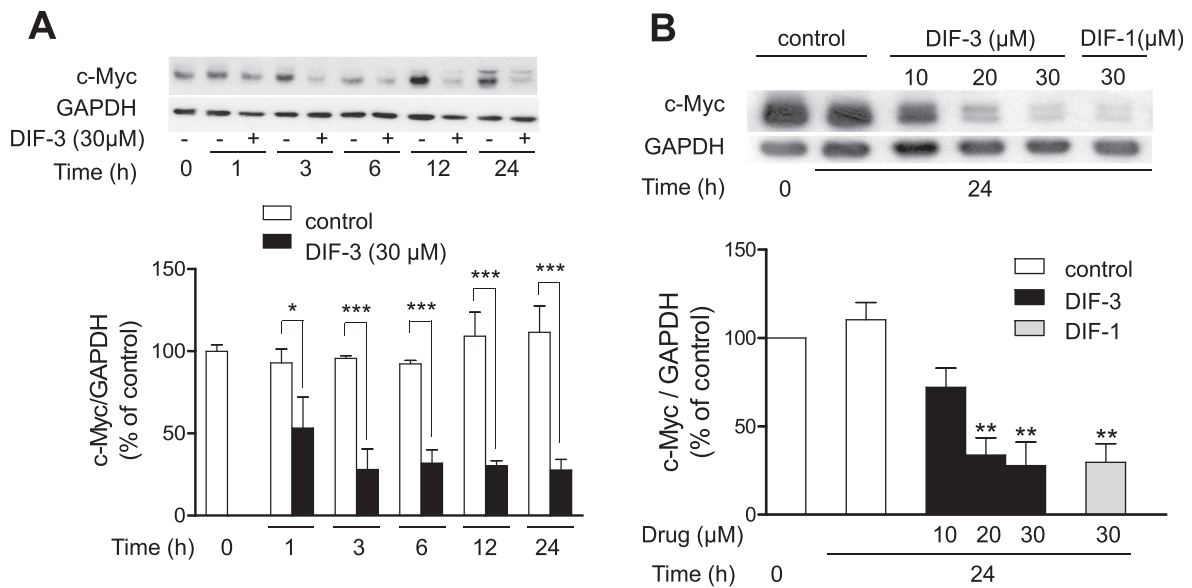 A
c-Myc
GAPDH
DIF-3 (30µM) - - + - + - + - + - +
Time (h) 0 1 3 6 12 24
control
DIF-3 (30 µM)
c-Myc/GAPDH
(% of control)
150
100
50
0
* *** *** *** ***
Time (h) 0 1 3 6 12 24
B
control DIF-3 (µM) DIF-1(µM)
10 20 30 30
c-Myc
GAPDH
Time (h) 0 24
control
DIF-3
DIF-1
c-Myc / GAPDH
(% of control)
150
100
50
0
** ** **
Drug (µM) 10 20 30 30
Time (h) 0 24